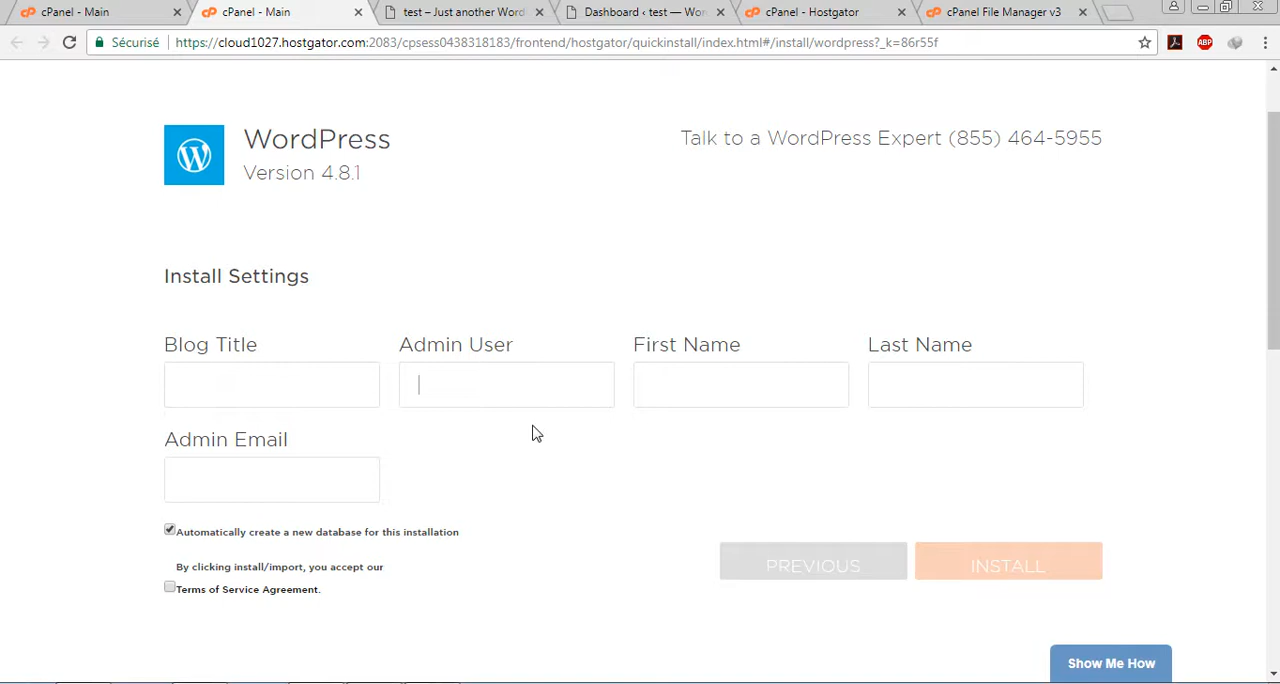 cPanel - Main
cPanel - Main
test – Just another Word
Dashboard ‹ test — Wor
cPanel - Hostgator
cPanel File Manager v3
Sécurisé
https://cloud1027.hostgator.com:2083/cpsess0438318183/frontend/hostgator/quickinstall/index.html#/install/wordpress?_k=86r55f
ABP
WordPress
Version 4.8.1
Talk to a WordPress Expert (855) 464-5955
Install Settings
Blog Title
Admin User
First Name
Last Name
Admin Email
Automatically create a new database for this installation
By clicking install/import, you accept our
Terms of Service Agreement.
PREVIOUS
INSTALL
Show Me How